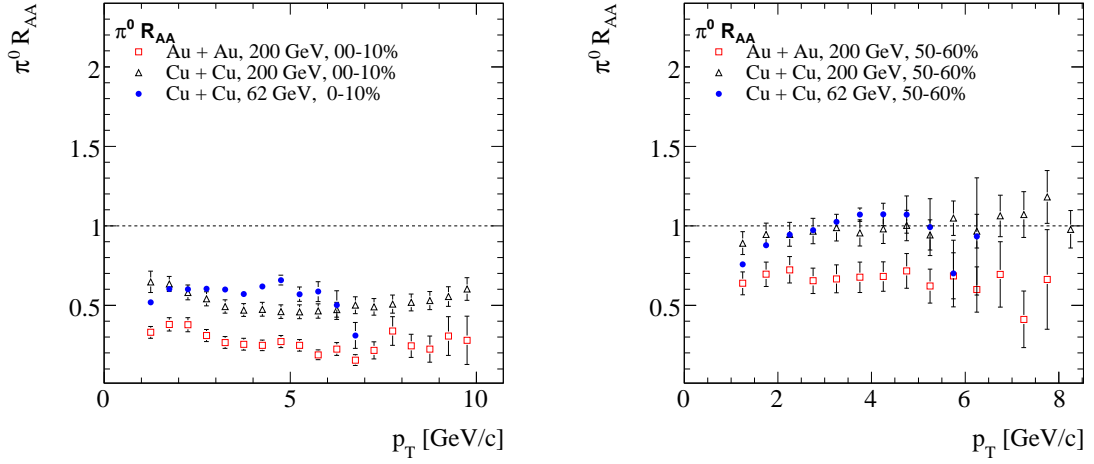 π⁰ R_AA
π⁰ R_AA
Au + Au, 200 GeV, 00-10%
Cu + Cu, 200 GeV, 00-10%
Cu + Cu, 62 GeV, 0-10%
2
1.5
1
0.5
0
5
10
p_T [GeV/c]
π⁰ R_AA
π⁰ R_AA
Au + Au, 200 GeV, 50-60%
Cu + Cu, 200 GeV, 50-60%
Cu + Cu, 62 GeV, 50-60%
2
1.5
1
0.5
0
2
4
6
8
p_T [GeV/c]